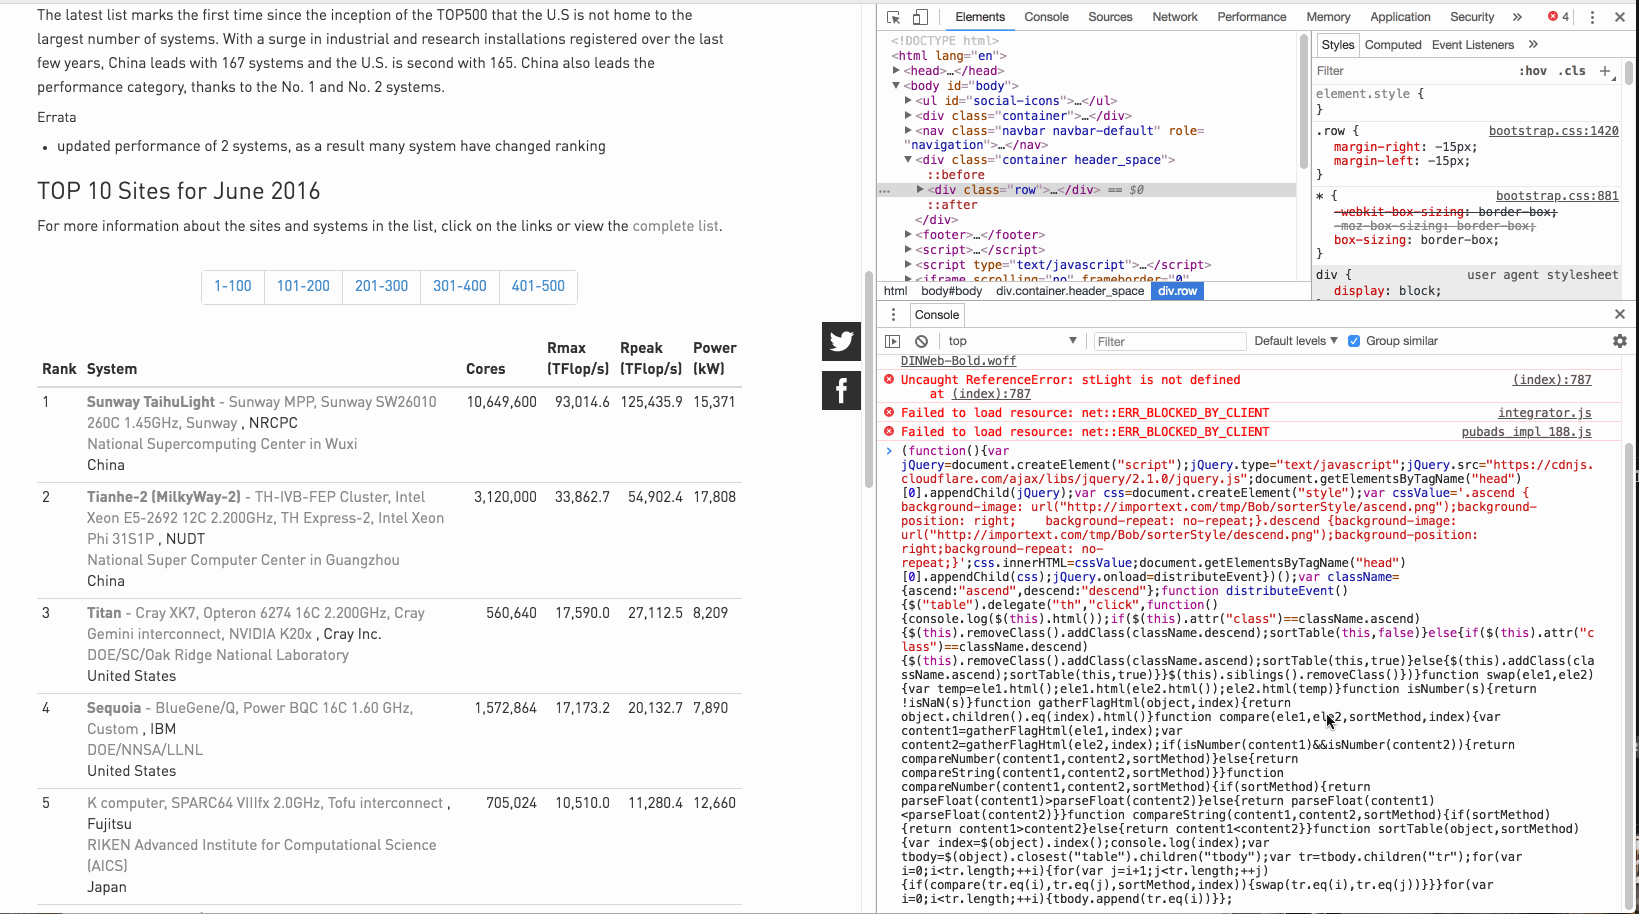 The latest list marks the first time since the inception of the TOP500 that the U.S is not home to the
largest number of systems. With a surge in industrial and research installations registered over the last
few years, China leads with 167 systems and the U.S. is second with 165. China also leads the
performance category, thanks to the No. 1 and No. 2 systems.
Errata
• updated performance of 2 systems, as a result many system have changed ranking
TOP 10 Sites for June 2016
For more information about the sites and systems in the list, click on the links or view the complete list.
1-100 101-200 201-300 301-400 401-500
Rank System Cores Rmax (TFlop/s) Rpeak (TFlop/s) Power (kW)
1 Sunway TaihuLight - Sunway MPP, Sunway SW26010 10,649,600 93,014.6 125,435.9 15,371
260C 1.45GHz, Sunway , NRCPC
National Supercomputing Center in Wuxi
China
2 Tianhe-2 (MilkyWay-2) - TH-IVB-FEP Cluster, Intel 3,120,000 33,862.7 54,902.4 17,808
Xeon E5-2692 12C 2.200GHz, TH Express-2, Intel Xeon
Phi 31S1P , NUDT
National Super Computer Center in Guangzhou
China
3 Titan - Cray XK7, Opteron 6274 16C 2.200GHz, Cray 560,640 17,590.0 27,112.5 8,209
Gemini interconnect, NVIDIA K20x , Cray Inc.
DOE/SC/Oak Ridge National Laboratory
United States
4 Sequoia - BlueGene/Q, Power BQC 16C 1.60 GHz, 1,572,864 17,173.2 20,132.7 7,890
Custom , IBM
DOE/NNSA/LLNL
United States
5 K computer, SPARC64 VIIIfx 2.0GHz, Tofu interconnect , 705,024 10,510.0 11,280.4 12,660
Fujitsu
RIKEN Advanced Institute for Computational Science
(AICS)
Japan
Elements Console Sources Network Performance Memory Application Security » 4
<!DOCTYPE html>
<html lang="en">
<head>…</head>
<body id="body">
<ul id="social-icons">…</ul>
<div class="container">…</div>
<nav class="navbar navbar-default" role=
"navigation">…</nav>
<div class="container header_space">
::before
… <div class="row">…</div> == $0
::after
</div>
<footer>…</footer>
<script>…</script>
<script type="text/javascript">…</script>
<iframe scrolling="no" frameborder="0"
html body#body div.container.header_space div.row
Styles Computed Event Listeners »
Filter :hov .cls +
element.style {
}
.row { bootstrap.css:1420
margin-right: -15px;
margin-left: -15px;
}
* { bootstrap.css:881
-webkit-box-sizing: border-box;
-moz-box-sizing: border-box;
box-sizing: border-box;
}
div { user agent stylesheet
display: block;
Console
top Filter Default levels Group similar
DINWeb-Bold.woff
Uncaught ReferenceError: stLight is not defined (index):787
at (index):787
Failed to load resource: net::ERR_BLOCKED_BY_CLIENT integrator.js
Failed to load resource: net::ERR_BLOCKED_BY_CLIENT pubads_impl_188.js
> (function(){var
jQuery=document.createElement("script");jQuery.type="text/javascript";jQuery.src="https://cdnjs.
cloudflare.com/ajax/libs/jquery/2.1.0/jquery.js";document.getElementsByTagName("head")
[0].appendChild(jQuery);var css=document.createElement("style");var cssValue='.ascend {
background-image: url("http://importext.com/tmp/Bob/sorterStyle/ascend.png");background-
position: right;    background-repeat: no-repeat;}.descend {background-image:
url("http://importext.com/tmp/Bob/sorterStyle/descend.png");background-position:
right;background-repeat: no-
repeat;}';css.innerHTML=cssValue;document.getElementsByTagName("head")
[0].appendChild(css);jQuery.onload=distributeEvent})();var className=
{ascend:"ascend",descend:"descend"};function distributeEvent()
{$("table").delegate("th","click",function()
{console.log($(this).html());if($(this).attr("class")==className.ascend)
{$(this).removeClass().addClass(className.descend);sortTable(this,false)}else{if($(this).attr("c
lass")==className.descend)
{$(this).removeClass().addClass(className.ascend);sortTable(this,true)}else{$(this).addClass(cla
ssName.ascend);sortTable(this,true)}}$(this).siblings().removeClass()})}function swap(ele1,ele2)
{var temp=ele1.html();ele1.html(ele2.html());ele2.html(temp)}function isNumber(s){return
!isNaN(s)}function gatherFlagHtml(object,index){return
object.children().eq(index).html()}function compare(ele1,ele2,sortMethod,index){var
content1=gatherFlagHtml(ele1,index);var
content2=gatherFlagHtml(ele2,index);if(isNumber(content1)&&isNumber(content2)){return
compareNumber(content1,content2,sortMethod)}else{return
compareString(content1,content2,sortMethod)}}function
compareNumber(content1,content2,sortMethod){if(sortMethod){return
parseFloat(content1)>parseFloat(content2)}else{return parseFloat(content1)
<parseFloat(content2)}}function compareString(content1,content2,sortMethod){if(sortMethod)
{return content1>content2}else{return content1<content2}}function sortTable(object,sortMethod)
{var index=$(object).index();console.log(index);var
tbody=$(object).closest("table").children("tbody");var tr=tbody.children("tr");for(var
i=0;i<tr.length;++i){for(var j=i+1;j<tr.length;++j)
{if(compare(tr.eq(i),tr.eq(j),sortMethod,index)){swap(tr.eq(i),tr.eq(j))}}}for(var
i=0;i<tr.length;++i){tbody.append(tr.eq(i))}};